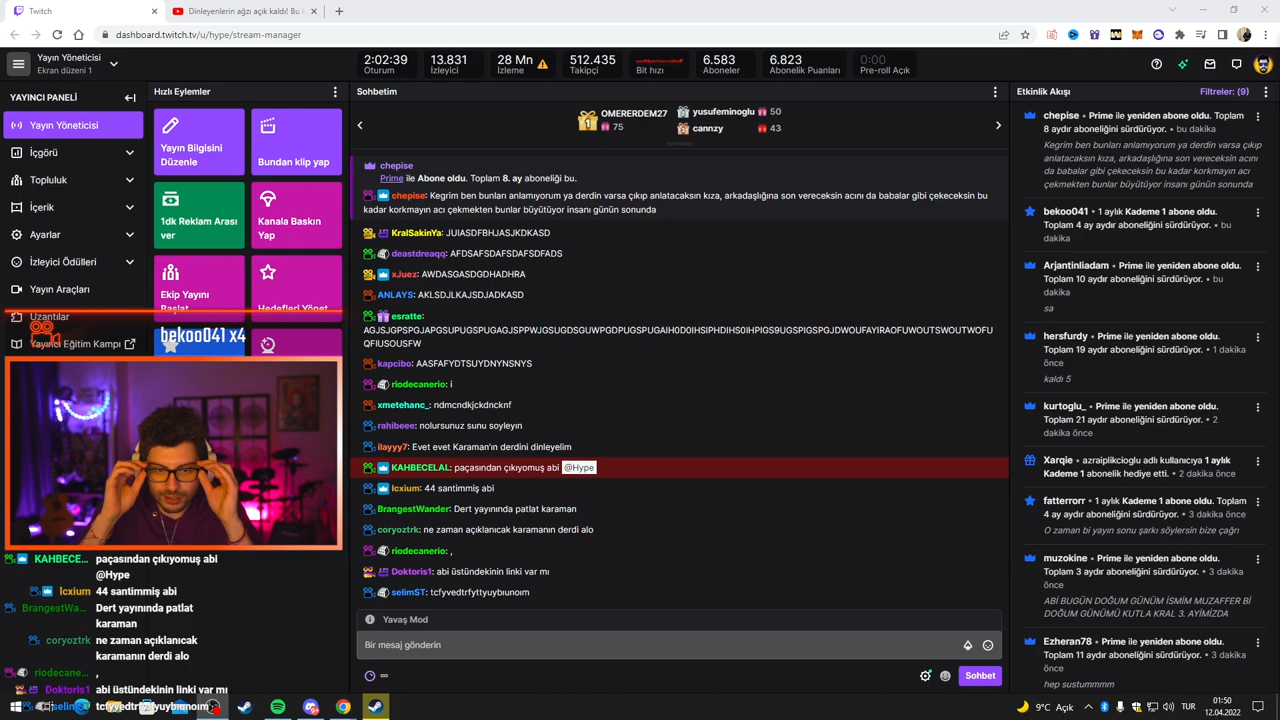 Twitch
Dinleyenlerin ağzı açık kaldı! Bu
dashboard.twitch.tv/u/hype/stream-manager
Yayın Yöneticisi
Ekran düzeni 1
2:02:39
Oturum
13.831
İzleyici
28 Mn
İzleme
512.435
Takipçi
Bit hızı
6.583
Aboneler
6.823
Abonelik Puanları
0:00
Pre-roll Açık
YAYINCI PANELİ
Yayın Yöneticisi
İçgörü
Topluluk
İçerik
Ayarlar
İzleyici Ödülleri
Yayın Araçları
Uzantılar
Yayıncı Eğitim Kampı
Hızlı Eylemler
Yayın Bilgisini
Düzenle
Bundan klip yap
1dk Reklam Arası
ver
Kanala Baskın
Yap
Ekip Yayını
Başlat
Hedefleri Yönet
bekoo041 x4
KAHBECE... paçasından çıkıyomuş abi
@Hype
Icxium 44 santimmiş abi
BrangestWa... Dert yayınında patlat
karaman
coryoztrk ne zaman açıklanıcak
karamanın derdi alo
riodecane... ,
Doktoris1 abi üstündekinin linki var mı
selimST tcfyvedtrfyttyuybıunoım
Sohbetim
1
OMERERDEM27
75
2
yusufeminoglu 50
3
cannzy 43
chepise
Prime ile Abone oldu. Toplam 8. ay aboneliği bu.
chepise: Kegrim ben bunları anlamıyorum ya derdin varsa çıkıp anlatacaksın kıza, arkadaşlığına son vereceksin acını da babalar gibi çekeceksin bu
kadar korkmayın acı çekmekten bunlar büyütüyor insanı günün sonunda
KralSakinYa: JUIASDFBHJASJKDKASD
deastdreaqq: AFDSAFSDAFSDAFSDFADS
xJuez: AWDASGASDGDHADHRA
ANLAYS: AKLSDJLKAJSDJADKASD
esratte:
AGJSJGPSPGJAPGSUPUGSPUGAGJSPPWJGSUGDSGUWPGDPUGSPUGAIH0D0IHSIPHDIHS0IHPIGS9UGSPIGSPGJDWOUFAYIRAOFUWOUTSWOUTWOFU
QFIUSOUSFW
kapcibo: AASFAFYDTSUYDNYNSNYS
riodecanerio: i
xmetehanc_: ndmcndkjckdncknf
rahibeee: nolursunuz sunu soyleyın
ilayyy7: Evet evet Karaman'ın derdini dinleyelim
KAHBECELAL: paçasından çıkıyomuş abi @Hype
Icxium: 44 santimmiş abi
BrangestWander: Dert yayınında patlat karaman
coryoztrk: ne zaman açıklanıcak karamanın derdi alo
riodecanerio: ,
Doktoris1: abi üstündekinin linki var mı
selimST: tcfyvedtrfyttyuybıunoım
Yavaş Mod
Bir mesaj gönderin
∞
Sohbet
Etkinlik Akışı
Filtreler: (9)
chepise • Prime ile yeniden abone oldu. Toplam
8 aydır aboneliğini sürdürüyor. • bu dakika
Kegrim ben bunları anlamıyorum ya derdin varsa çıkıp
anlatacaksın kıza, arkadaşlığına son vereceksin acını
da babalar gibi çekeceksin bu kadar korkmayın acı
çekmekten bunlar büyütüyor insanı günün sonunda
bekoo041 • 1 aylık Kademe 1 abone oldu.
Toplam 4 ay aydır aboneliğini sürdürüyor. • bu
dakika
Arjantinliadam • Prime ile yeniden abone oldu.
Toplam 10 aydır aboneliğini sürdürüyor. • bu
dakika
sa
hersfurdy • Prime ile yeniden abone oldu.
Toplam 19 aydır aboneliğini sürdürüyor. • 1 dakika
önce
kaldı 5
kurtoglu_ • Prime ile yeniden abone oldu.
Toplam 21 aydır aboneliğini sürdürüyor. • 2
dakika önce
Xarqie • azraiplikcioglu adlı kullanıcıya 1 aylık
Kademe 1 abonelik hediye etti. • 2 dakika önce
fatterrorr • 1 aylık Kademe 1 abone oldu. Toplam
4 ay aydır aboneliğini sürdürüyor. • 3 dakika önce
O zaman bi yayın sonu şarkı söylersin bize çağrı
muzokine • Prime ile yeniden abone oldu.
Toplam 3 aydır aboneliğini sürdürüyor. • 3 dakika
önce
ABİ BUGÜN DOĞUM GÜNÜM İSMİM MUZAFFER Bİ
DOĞUM GÜNÜMÜ KUTLA KRAL 3. AYİMİZDA
Ezheran78 • Prime ile yeniden abone oldu.
Toplam 11 aydır aboneliğini sürdürüyor. • 3 dakika
önce
hep sustummmm
9°C Açık
TUR
01:50
12.04.2022